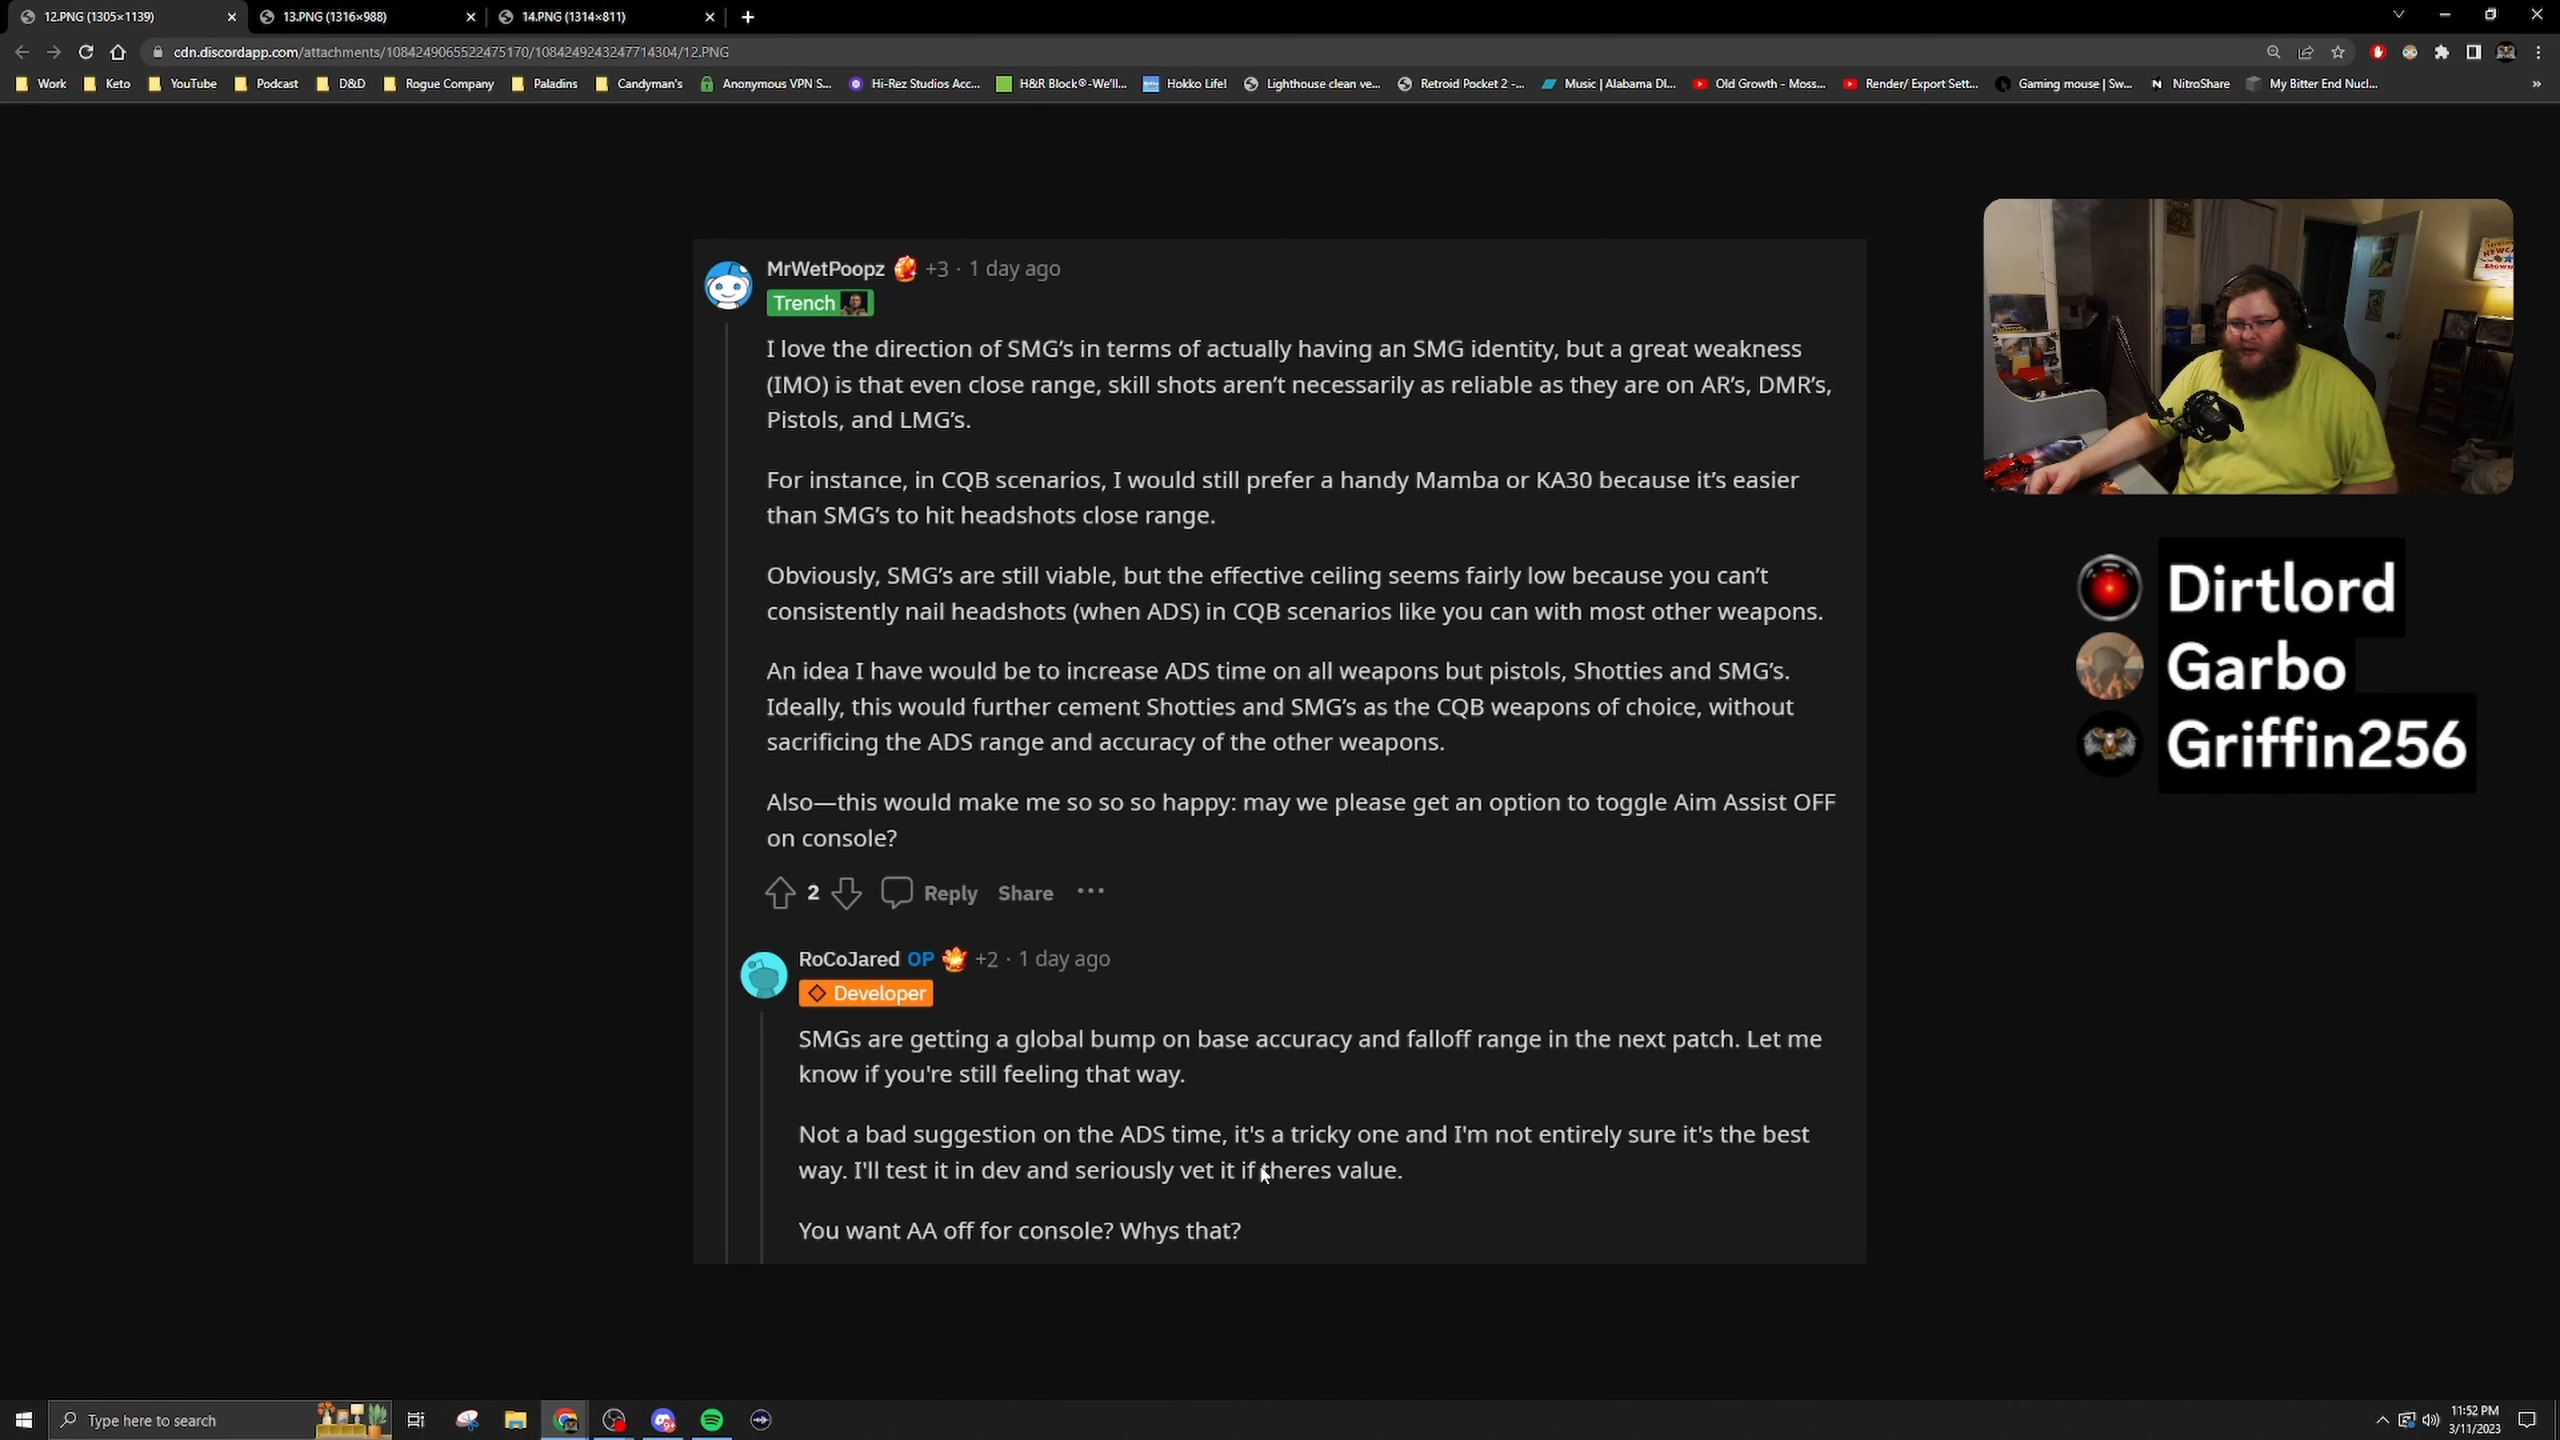 12.PNG (1305×1139)
13.PNG (1316×988)
14.PNG (1314×811)
cdn.discordapp.com/attachments/1084249065522475170/1084249243247714304/12.PNG
Work
Keto
YouTube
Podcast
D&D
Rogue Company
Paladins
Candyman's
Anonymous VPN S...
Hi-Rez Studios Acc...
H&R Block®-We'll...
Hokko Life!
Lighthouse clean ve...
Retroid Pocket 2 -...
Music | Alabama DI...
Old Growth - Moss...
Render/ Export Sett...
Gaming mouse | Sw...
NitroShare
My Bitter End Nucl...
»
MrWetPoopz +3 · 1 day ago
Trench
I love the direction of SMG's in terms of actually having an SMG identity, but a great weakness
(IMO) is that even close range, skill shots aren't necessarily as reliable as they are on AR's, DMR's,
Pistols, and LMG's.
For instance, in CQB scenarios, I would still prefer a handy Mamba or KA30 because it's easier
than SMG's to hit headshots close range.
Obviously, SMG's are still viable, but the effective ceiling seems fairly low because you can't
consistently nail headshots (when ADS) in CQB scenarios like you can with most other weapons.
An idea I have would be to increase ADS time on all weapons but pistols, Shotties and SMG's.
Ideally, this would further cement Shotties and SMG's as the CQB weapons of choice, without
sacrificing the ADS range and accuracy of the other weapons.
Also—this would make me so so so happy: may we please get an option to toggle Aim Assist OFF
on console?
2 Reply Share ...
RoCoJared OP +2 · 1 day ago
Developer
SMGs are getting a global bump on base accuracy and falloff range in the next patch. Let me
know if you're still feeling that way.
Not a bad suggestion on the ADS time, it's a tricky one and I'm not entirely sure it's the best
way. I'll test it in dev and seriously vet it if theres value.
You want AA off for console? Whys that?
Dirtlord
Garbo
Griffin256
Type here to search
11:52 PM
3/11/2023